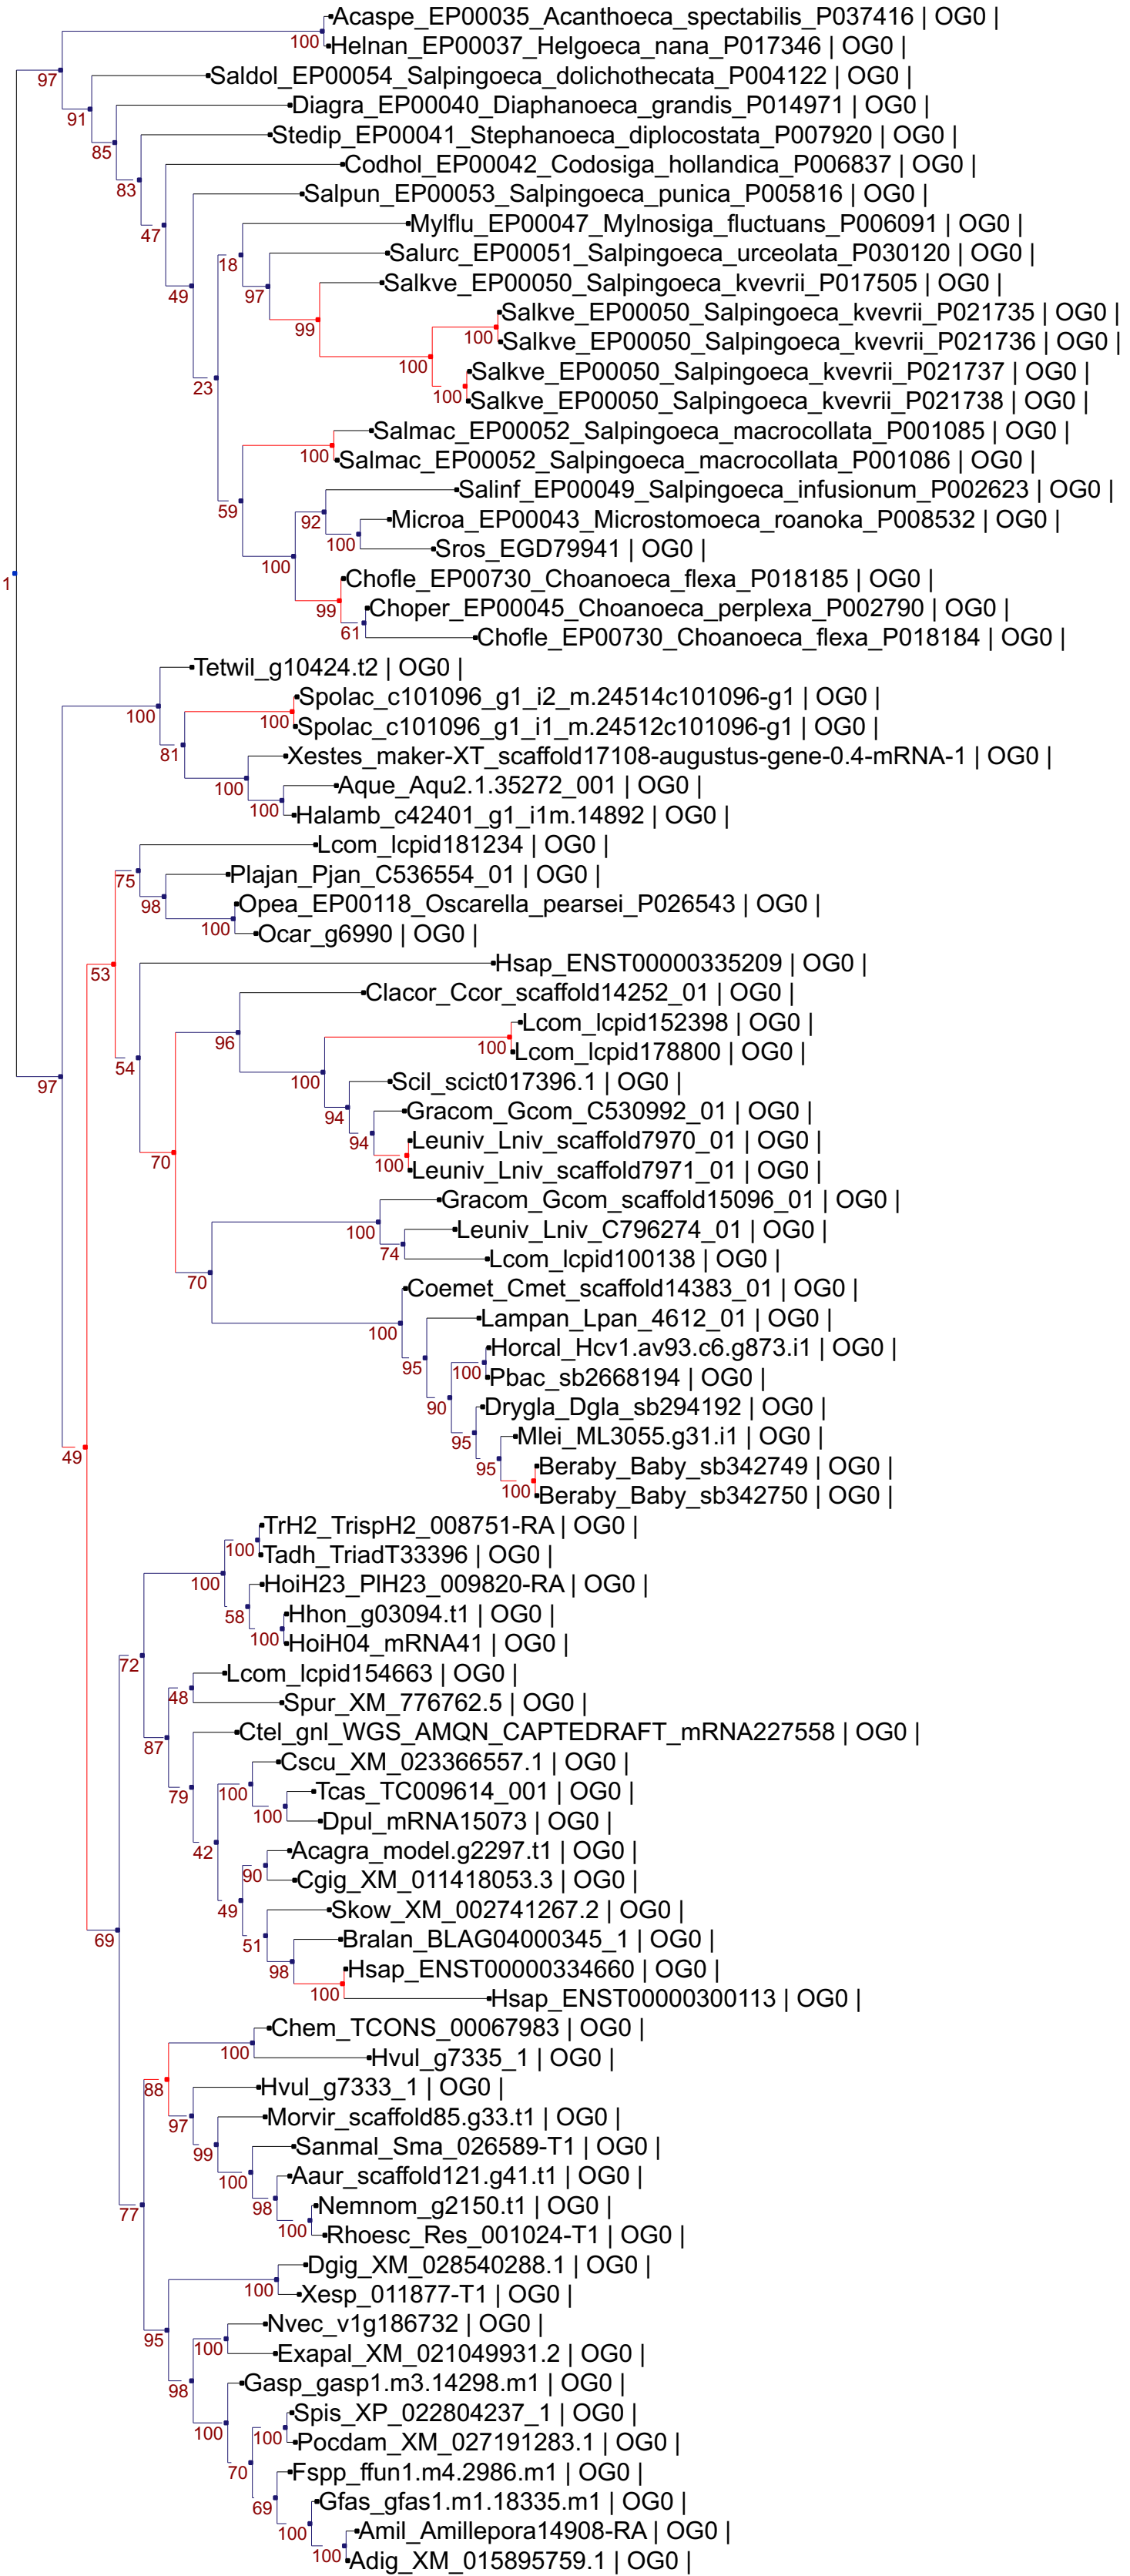 Acaspe_EP00035_Acanthoeca_spectabilis_P037416 | OG0 |
100
Helnan_EP00037_Helgoeca_nana_P017346 | OG0 |
97
Saldol_EP00054_Salpingoeca_dolichothecata_P004122 | OG0 |
91
Diagra_EP00040_Diaphanoeca_grandis_P014971 | OG0 |
85
Stedip_EP00041_Stephanoeca_diplocostata_P007920 | OG0 |
83
Codhol_EP00042_Codosiga_hollandica_P006837 | OG0 |
Salpun_EP00053_Salpingoeca_punica_P005816 | OG0 |
47
Mylflu_EP00047_Mylnosiga_fluctuans_P006091 | OG0 |
18
Salurc_EP00051_Salpingoeca_urceolata_P030120 | OG0 |
49
97
Salkve_EP00050_Salpingoeca_kvevrii_P017505 | OG0 |
99
Salkve_EP00050_Salpingoeca_kvevrii_P021735 | OG0 |
100
Salkve_EP00050_Salpingoeca_kvevrii_P021736 | OG0 |
100
Salkve_EP00050_Salpingoeca_kvevrii_P021737 | OG0 |
23
100
Salkve_EP00050_Salpingoeca_kvevrii_P021738 | OG0 |
Salmac_EP00052_Salpingoeca_macrocollata_P001085 | OG0 |
100
Salmac_EP00052_Salpingoeca_macrocollata_P001086 | OG0 |
Salinf_EP00049_Salpingoeca_infusionum_P002623 | OG0 |
59
92
Microa_EP00043_Microstomoeca_roanoka_P008532 | OG0 |
100
Sros_EGD79941 | OG0 |
100
Chofle_EP00730_Choanoeca_flexa_P018185 | OG0 |
1
99
Choper_EP00045_Choanoeca_perplexa_P002790 | OG0 |
61
Chofle_EP00730_Choanoeca_flexa_P018184 | OG0 |
Tetwil_g10424.t2 | OG0 |
Spolac_c101096_g1_i2_m.24514c101096-g1 | OG0 |
100
100
Spolac_c101096_g1_i1_m.24512c101096-g1 | OG0 |
81
Xestes_maker-XT_scaffold17108-augustus-gene-0.4-mRNA-1 | OG0 |
100
Aque_Aqu2.1.35272_001 | OG0 |
100
Halamb_c42401_g1_i1m.14892 | OG0 |
Lcom_lcpid181234 | OG0 |
75
Plajan_Pjan_C536554_01 | OG0 |
98
Opea_EP00118_Oscarella_pearsei_P026543 | OG0 |
100
Ocar_g6990 | OG0 |
53
Hsap_ENST00000335209 | OG0 |
Clacor_Ccor_scaffold14252_01 | OG0 |
Lcom_lcpid152398 | OG0 |
96
100
Lcom_lcpid178800 | OG0 |
54
100
Scil_scict017396.1 | OG0 |
97
94
Gracom_Gcom_C530992_01 | OG0 |
94
Leuniv_Lniv_scaffold7970_01 | OG0 |
70
100
Leuniv_Lniv_scaffold7971_01 | OG0 |
Gracom_Gcom_scaffold15096_01 | OG0 |
100
Leuniv_Lniv_C796274_01 | OG0 |
74
Lcom_lcpid100138 | OG0 |
70
Coemet_Cmet_scaffold14383_01 | OG0 |
100
Lampan_Lpan_4612_01 | OG0 |
Horcal_Hcv1.av93.c6.g873.i1 | OG0 |
95
100
Pbac_sb2668194 | OG0 |
90
Drygla_Dgla_sb294192 | OG0 |
95
Mlei_ML3055.g31.i1 | OG0 |
49
95
Beraby_Baby_sb342749 | OG0 |
100
Beraby_Baby_sb342750 | OG0 |
TrH2_TrispH2_008751-RA | OG0 |
100
Tadh_TriadT33396 | OG0 |
100
HoiH23_PlH23_009820-RA | OG0 |
58
Hhon_g03094.t1 | OG0 |
100
HoiH04_mRNA41 | OG0 |
72
Lcom_lcpid154663 | OG0 |
48
Spur_XM_776762.5 | OG0 |
87
Ctel_gnl_WGS_AMQN_CAPTEDRAFT_mRNA227558 | OG0 |
Cscu_XM_023366557.1 | OG0 |
79
100
Tcas_TC009614_001 | OG0 |
100
Dpul_mRNA15073 | OG0 |
42
Acagra_model.g2297.t1 | OG0 |
90
Cgig_XM_011418053.3 | OG0 |
49
Skow_XM_002741267.2 | OG0 |
69
51
Bralan_BLAG04000345_1 | OG0 |
98
Hsap_ENST00000334660 | OG0 |
100
Hsap_ENST00000300113 | OG0 |
Chem_TCONS_00067983 | OG0 |
100
Hvul_g7335_1 | OG0 |
88
Hvul_g7333_1 | OG0 |
97
Morvir_scaffold85.g33.t1 | OG0 |
99
Sanmal_Sma_026589-T1 | OG0 |
100
Aaur_scaffold121.g41.t1 | OG0 |
98
Nemnom_g2150.t1 | OG0 |
77
100
Rhoesc_Res_001024-T1 | OG0 |
Dgig_XM_028540288.1 | OG0 |
100
Xesp_011877-T1 | OG0 |
Nvec_v1g186732 | OG0 |
95
100
Exapal_XM_021049931.2 | OG0 |
98
Gasp_gasp1.m3.14298.m1 | OG0 |
Spis_XP_022804237_1 | OG0 |
100
100
Pocdam_XM_027191283.1 | OG0 |
70
Fspp_ffun1.m4.2986.m1 | OG0 |
69
Gfas_gfas1.m1.18335.m1 | OG0 |
100
Amil_Amillepora14908-RA | OG0 |
100
Adig_XM_015895759.1 | OG0 |